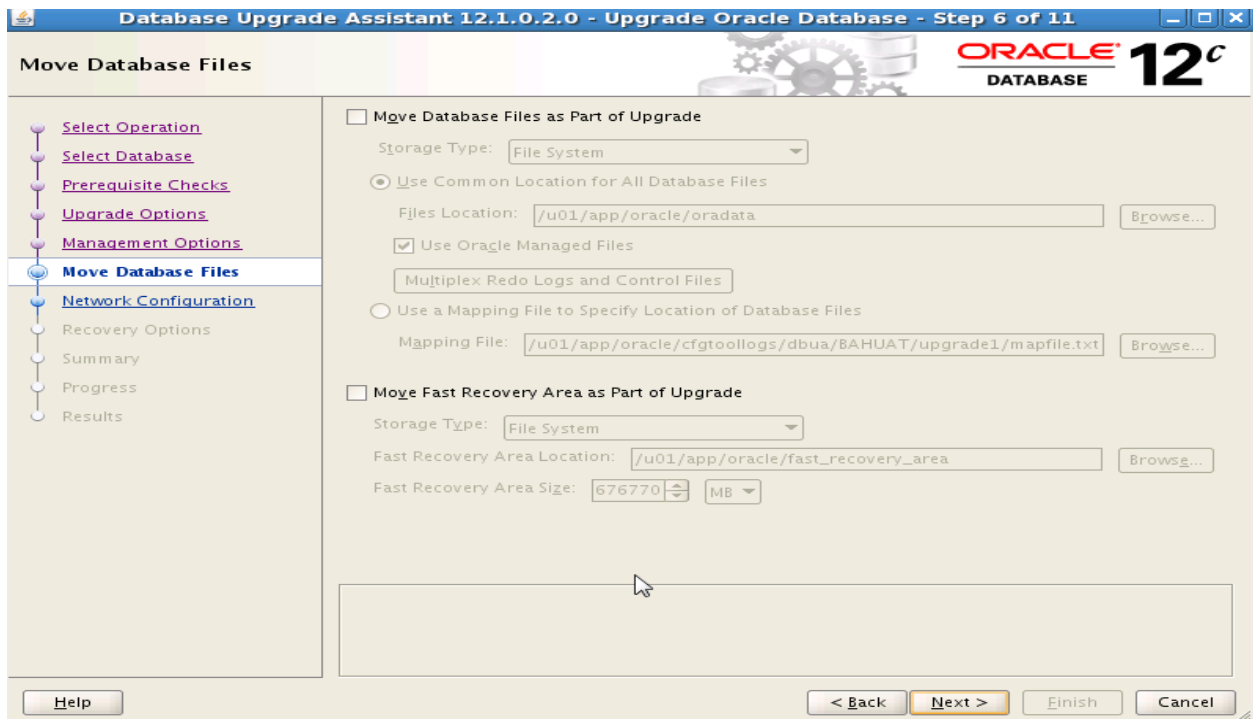 Database Upgrade Assistant 12.1.0.2.0 - Upgrade Oracle Database - Step 6 of 11
Move Database Files
ORACLE
DATABASE
12c
Select Operation
Select Database
Prerequisite Checks
Upgrade Options
Management Options
Move Database Files
Network Configuration
Recovery Options
Summary
Progress
Results
Move Database Files as Part of Upgrade
Storage Type: File System
Use Common Location for All Database Files
Files Location: /u01/app/oracle/oradata Browse...
Use Oracle Managed Files
Multiplex Redo Logs and Control Files
Use a Mapping File to Specify Location of Database Files
Mapping File: /u01/app/oracle/cfgtoollogs/dbua/BAHUAT/upgrade1/mapfile.txt Browse...
Move Fast Recovery Area as Part of Upgrade
Storage Type: File System
Fast Recovery Area Location: /u01/app/oracle/fast_recovery_area Browse...
Fast Recovery Area Size: 676770 MB
Help < Back Next > Finish Cancel